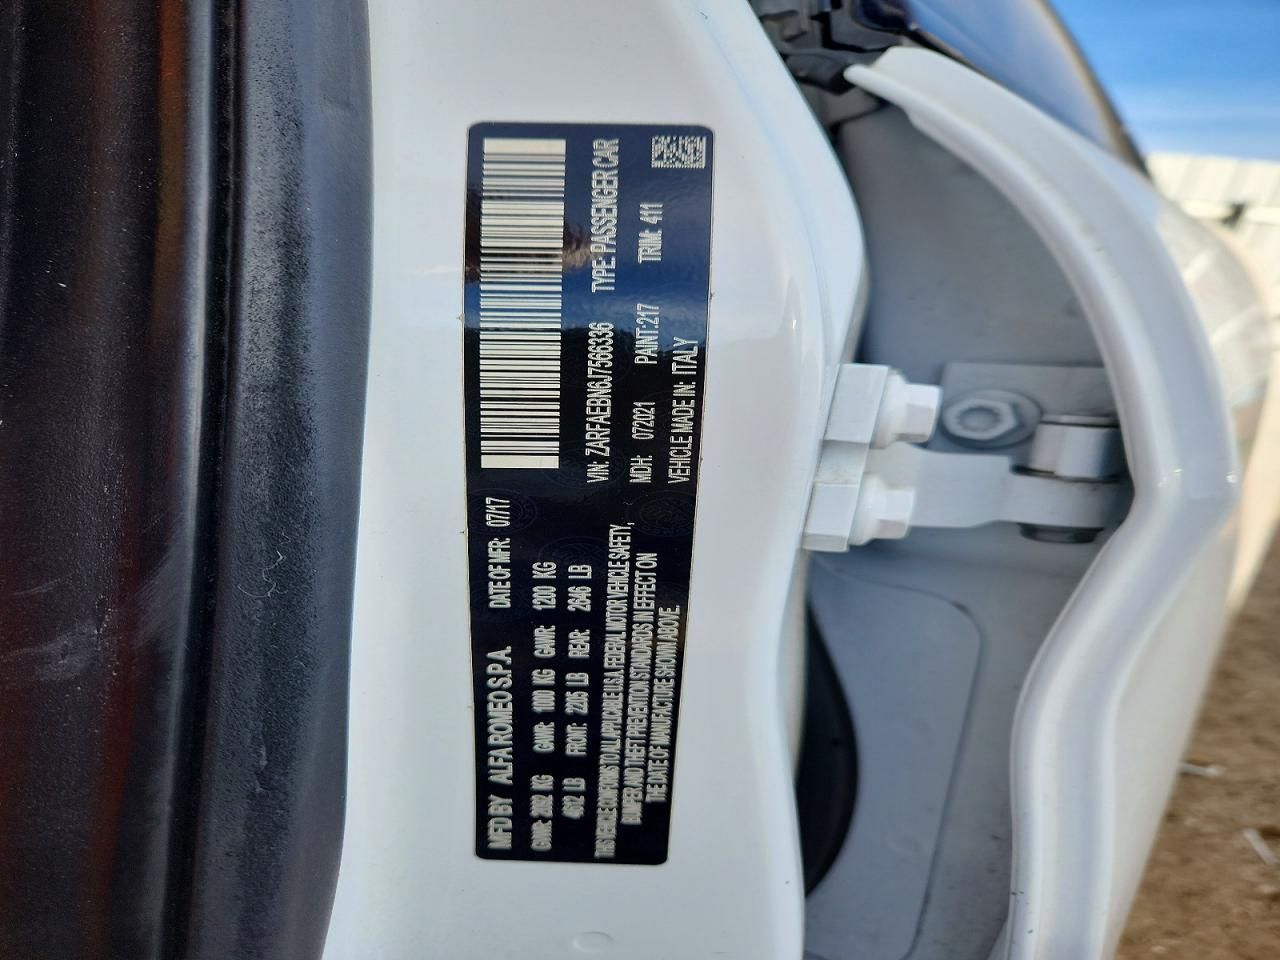 MFD BY ALFA ROMEO S.P.A. DATE OF MFR: 07/17
GVWR: 2082 KG GAWR: 1000 KG GAWR: 1200 KG
LB FRONT: 2205 LB REAR: 2646 LB
THIS VEHICLE CONFORMS TO ALL APPLICABLE U.S.A. FEDERAL MOTOR VEHICLE SAFETY,
BUMPER AND THEFT PREVENTION STANDARDS IN EFFECT ON
THE DATE OF MANUFACTURE SHOWN ABOVE.
VIN: ZARFAEBN6J7566336 TYPE: PASSENGER CAR
MDH: 072021 PAINT:217 TRIM: 411
VEHICLE MADE IN: ITALY